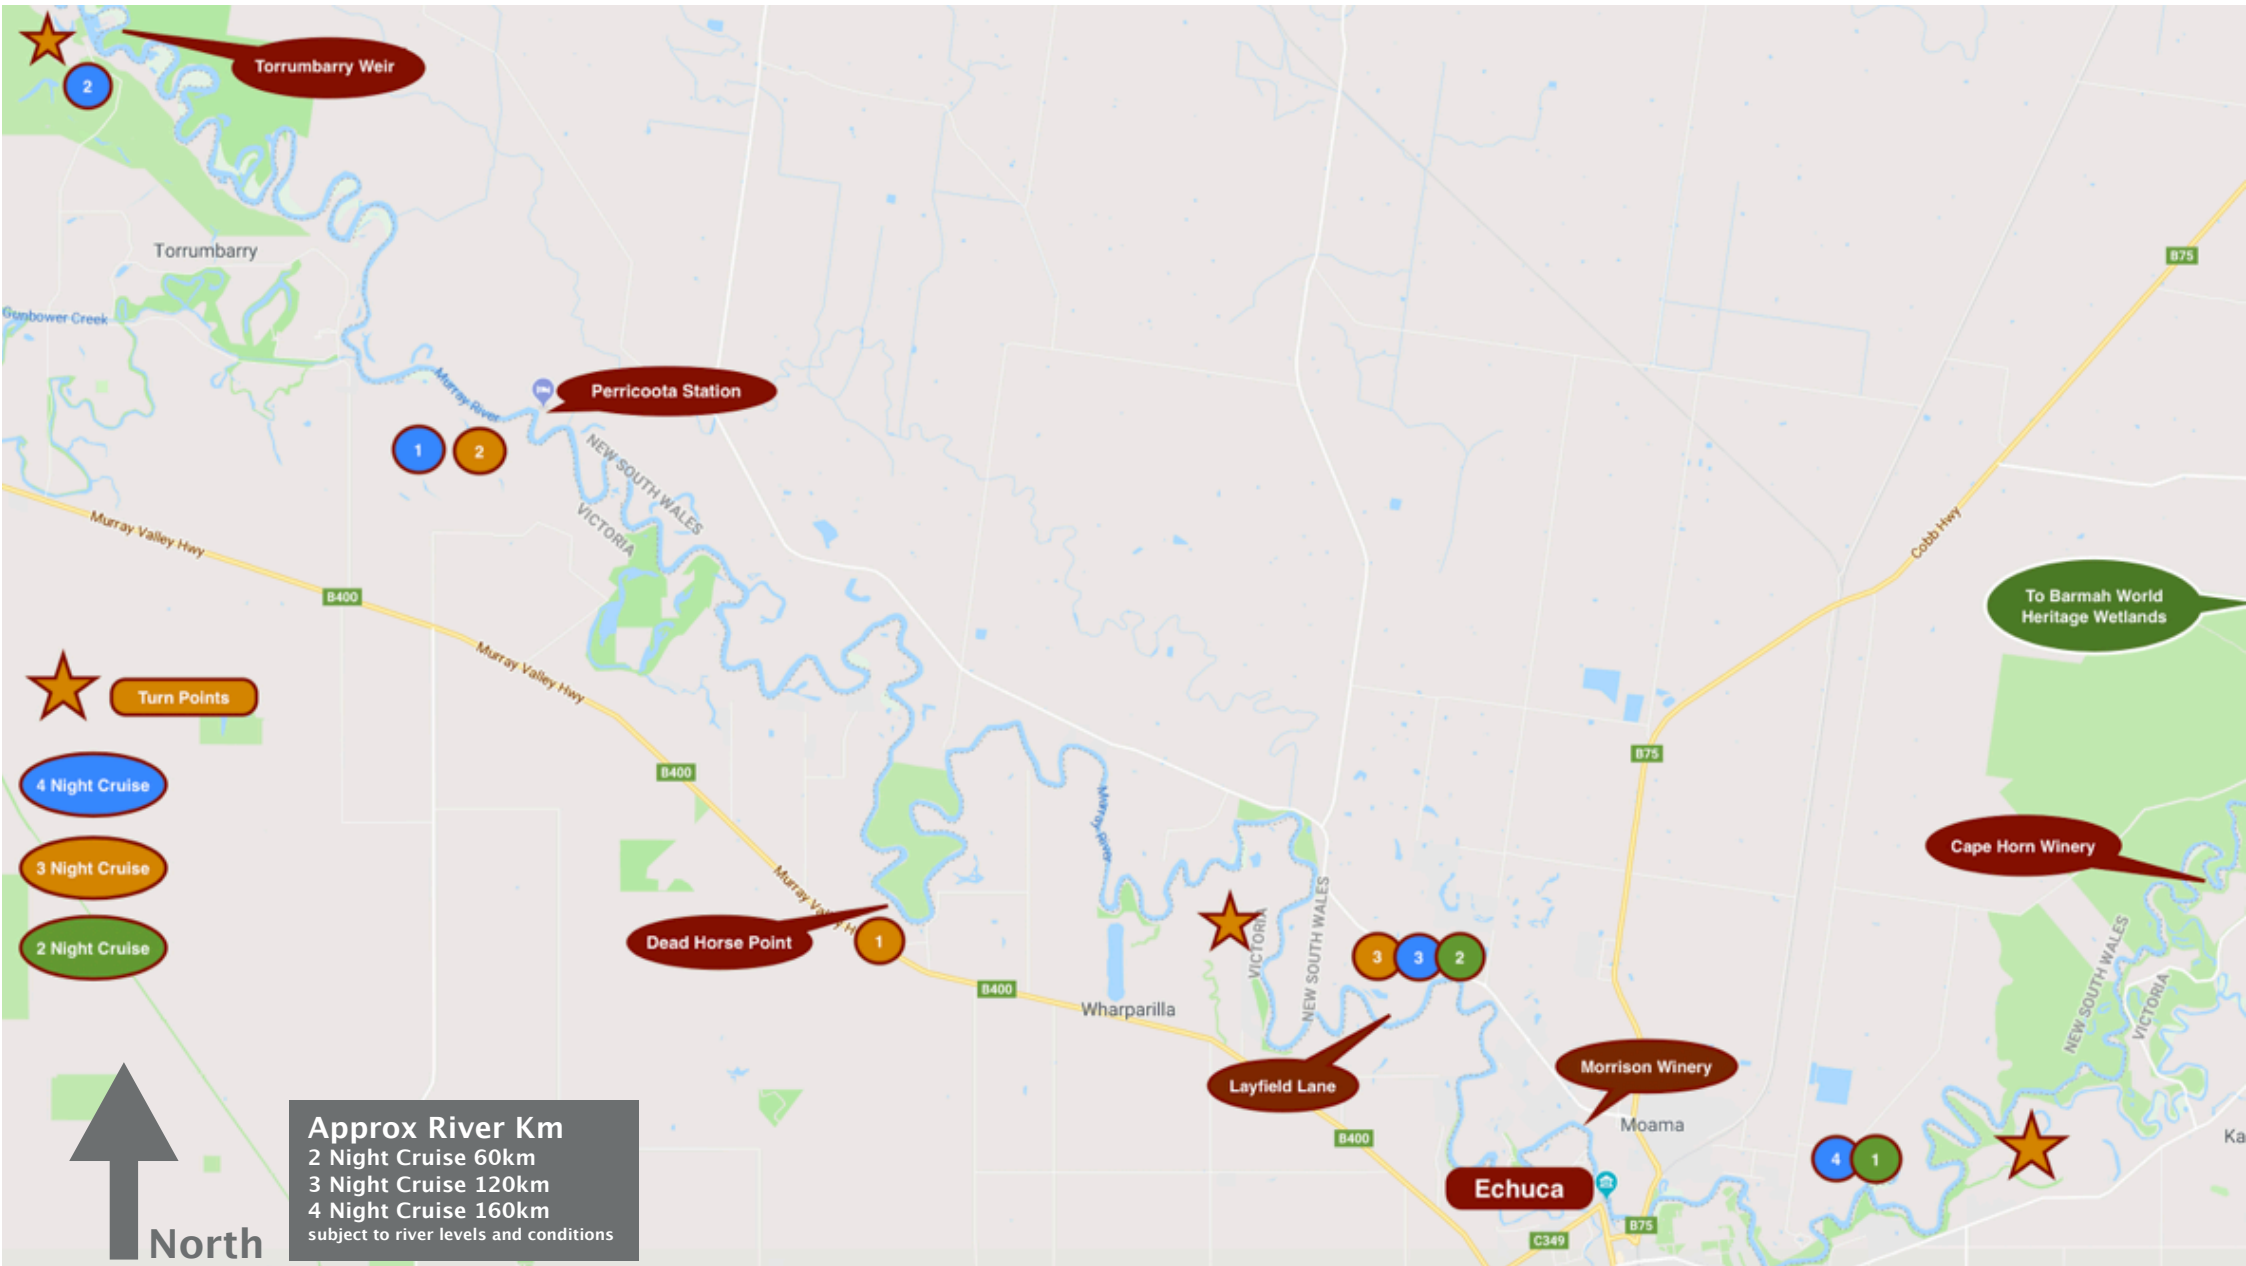 Torrumbarry Weir
2
Torrumbarry
B75
Gunbower Creek
Murray River
Perricoota Station
1
2
NEW SOUTH WALES
VICTORIA
Murray Valley Hwy
Cobb Hwy
B400
To Barmah World
Heritage Wetlands
Murray Valley Hwy
Turn Points
B400
B75
4 Night Cruise
Murray River
3 Night Cruise
Cape Horn Winery
Murray Valley H
Dead Horse Point
1
VICTORIA
NEW SOUTH WALES
3
3
2
2 Night Cruise
B400
Wharparilla
NEW SOUTH WALES
VICTORIA
Layfield Lane
Morrison Winery
Moama
B400
4
1
Ka
Echuca
B75
C349
North
Approx River Km
2 Night Cruise 60km
3 Night Cruise 120km
4 Night Cruise 160km
subject to river levels and conditions